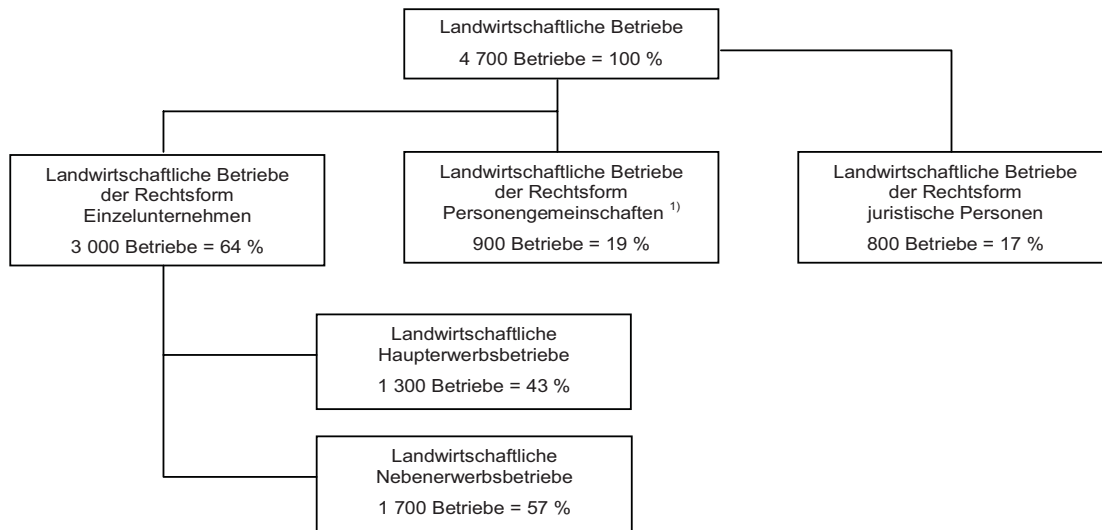 Landwirtschaftliche Betriebe
4 700 Betriebe = 100 %
Landwirtschaftliche Betriebe
der Rechtsform
Einzelunternehmen
3 000 Betriebe = 64 %
Landwirtschaftliche Betriebe
der Rechtsform
Personengemeinschaften 1)
900 Betriebe = 19 %
Landwirtschaftliche Betriebe
der Rechtsform
juristische Personen
800 Betriebe = 17 %
Landwirtschaftliche
Haupterwerbsbetriebe
1 300 Betriebe = 43 %
Landwirtschaftliche
Nebenerwerbsbetriebe
1 700 Betriebe = 57 %